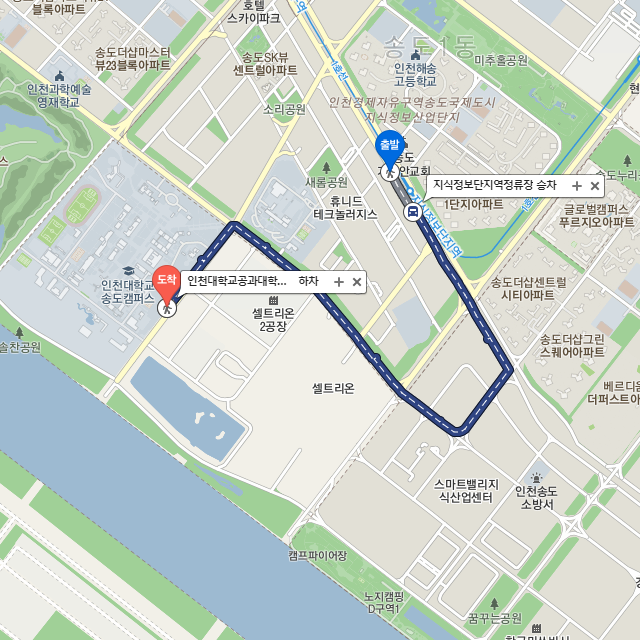 블록아파트
호텔
스카이파크
송도더샵마스터
뷰23블록아파트
송도SK뷰
센트럴아파트
1호선
송도1동
미추홀공원
인천해송
고등학교
인천과학예술
영재학교
소리공원
인천경제자유구역송도국제도시
지식정보산업단지
출발
송도
안교회
새롬공원
휴니드
테크놀러지스
지식정보단지역정류장 승차
1단지아파트
송도누리공
글로벌캠퍼스
푸르지오아파트
지식정보단지역
인천대학교
송도캠퍼스
도착
인천대학교공과대학... 하차
송도더샵센트럴
시티아파트
셀트리온
2공장
솔찬공원
송도더샵그린
스퀘어아파트
셀트리온
베르디움
더퍼스트아
스마트밸리지
식산업센터
인천송도
소방서
캠프파이어장
노지캠핑
D구역1
꿈꾸는공원